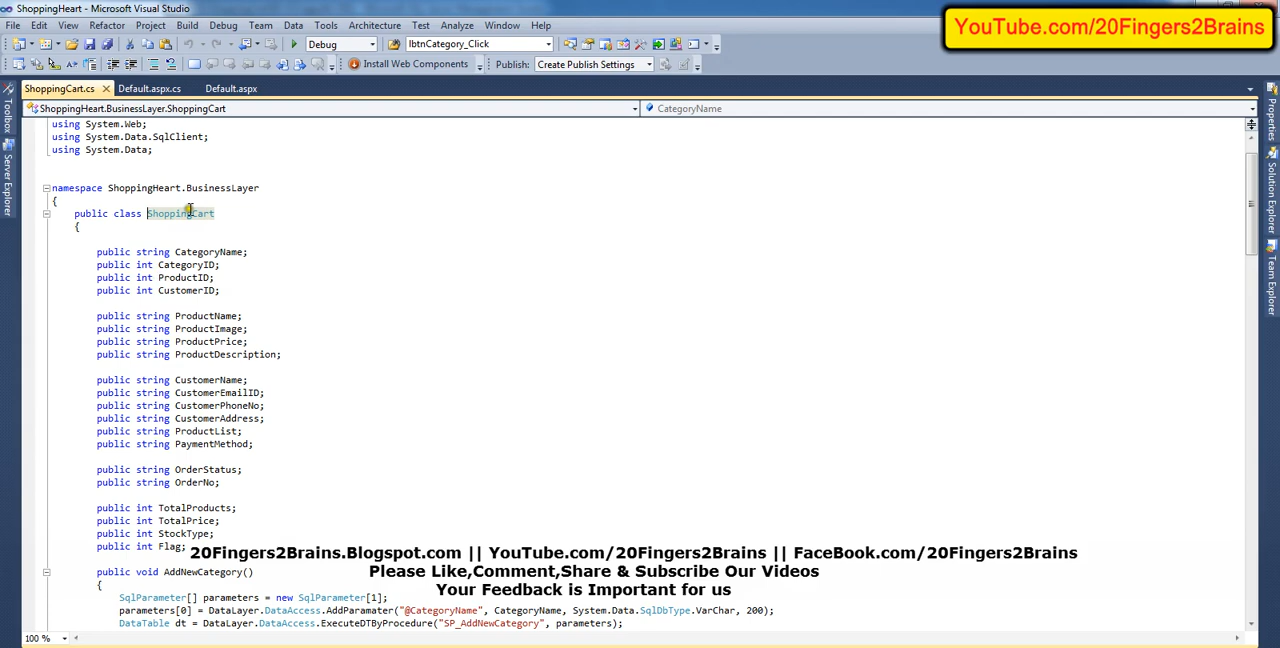 ShoppingHeart - Microsoft Visual Studio
YouTube.com/20Fingers2Brains
File Edit View Refactor Project Build Debug Team Data Tools Architecture Test Analyze Window Help
Debug lbtnCategory_Click
Install Web Components Publish: Create Publish Settings
ShoppingCart.cs Default.aspx.cs Default.aspx
ShoppingHeart.BusinessLayer.ShoppingCart CategoryName
Toolbox
Server Explorer
Properties
Solution Explorer
Team Explorer
using System.Web;
using System.Data.SqlClient;
using System.Data;
namespace ShoppingHeart.BusinessLayer
{
public class ShoppingCart
{
public string CategoryName;
public int CategoryID;
public int ProductID;
public int CustomerID;
public string ProductName;
public string ProductImage;
public string ProductPrice;
public string ProductDescription;
public string CustomerName;
public string CustomerEmailID;
public string CustomerPhoneNo;
public string CustomerAddress;
public string ProductList;
public string PaymentMethod;
public string OrderStatus;
public string OrderNo;
public int TotalProducts;
public int TotalPrice;
public int StockType;
public int Flag;
20Fingers2Brains.Blogspot.com || YouTube.com/20Fingers2Brains || FaceBook.com/20Fingers2Brains
public void AddNewCategory()
Please Like,Comment,Share & Subscribe Our Videos
{
Your Feedback is Important for us
SqlParameter[] parameters = new SqlParameter[1];
parameters[0] = DataLayer.DataAccess.AddParamater("@CategoryName", CategoryName, System.Data.SqlDbType.VarChar, 200);
DataTable dt = DataLayer.DataAccess.ExecuteDTByProcedure("SP_AddNewCategory", parameters);
100 %